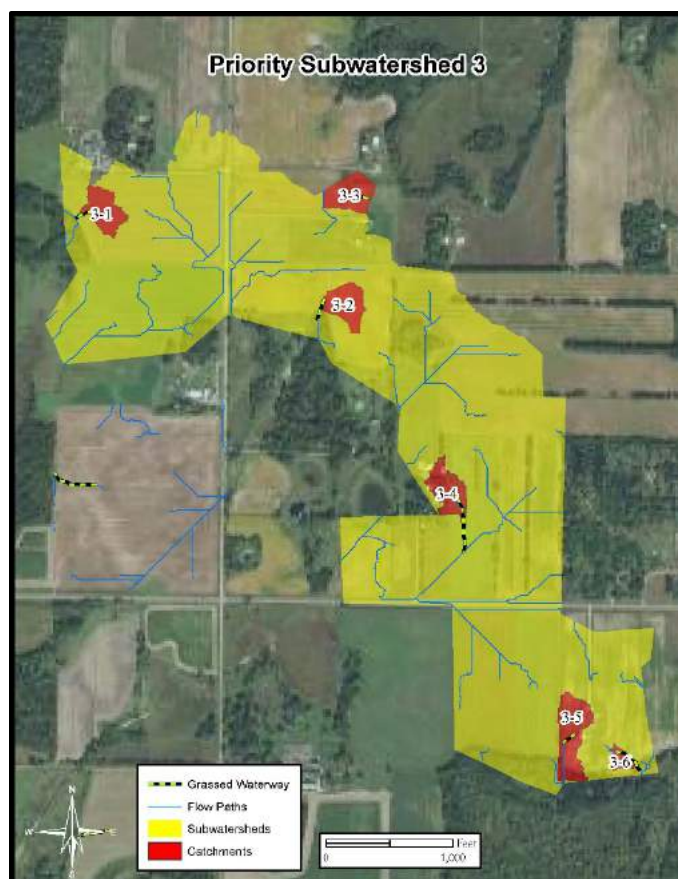 Priority Subwatershed 3
3-3
3-1
3-2
3-4
3-5
3-6
Grassed Waterway
Flow Paths
Subwatersheds
Catchments
N
W
E
S
Feet
0
1,000